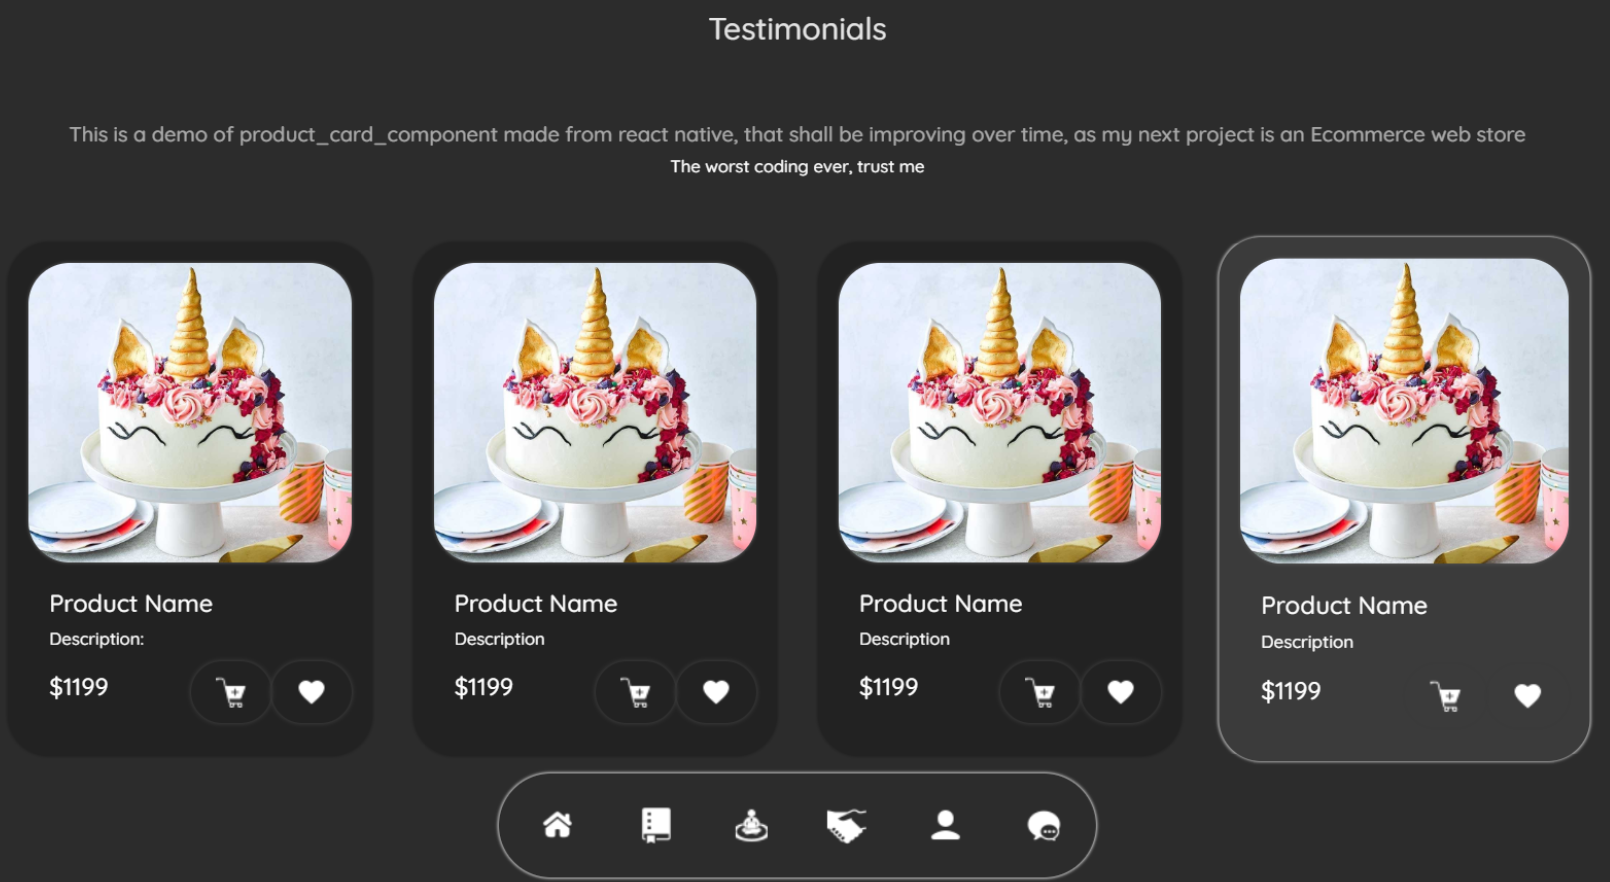 Testimonials
This is a demo of product_card_component made from react native, that shall be improving over time, as my next project is an Ecommerce web store
The worst coding ever, trust me
Product Name
Description:
$1199
Product Name
Description
$1199
Product Name
Description
$1199
Product Name
Description
$1199